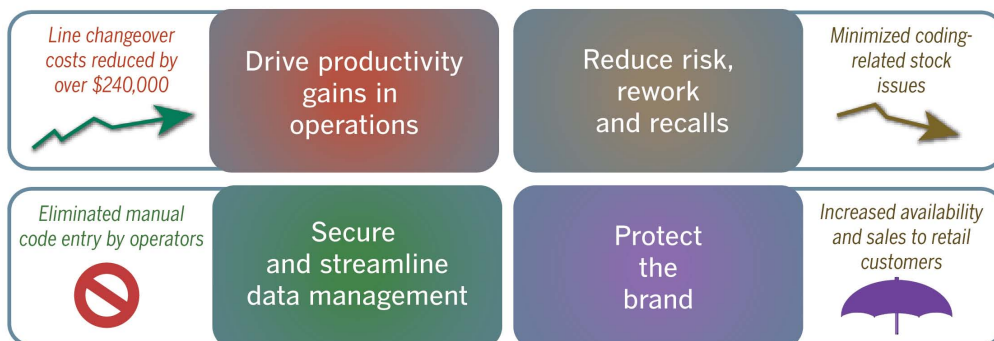 Line changeover
costs reduced by
over $240,000
Drive productivity
gains in
operations
Reduce risk,
rework
and recalls
Minimized coding-
related stock
issues
Eliminated manual
code entry by operators
Secure
and streamline
data management
Protect
the
brand
Increased availability
and sales to retail
customers